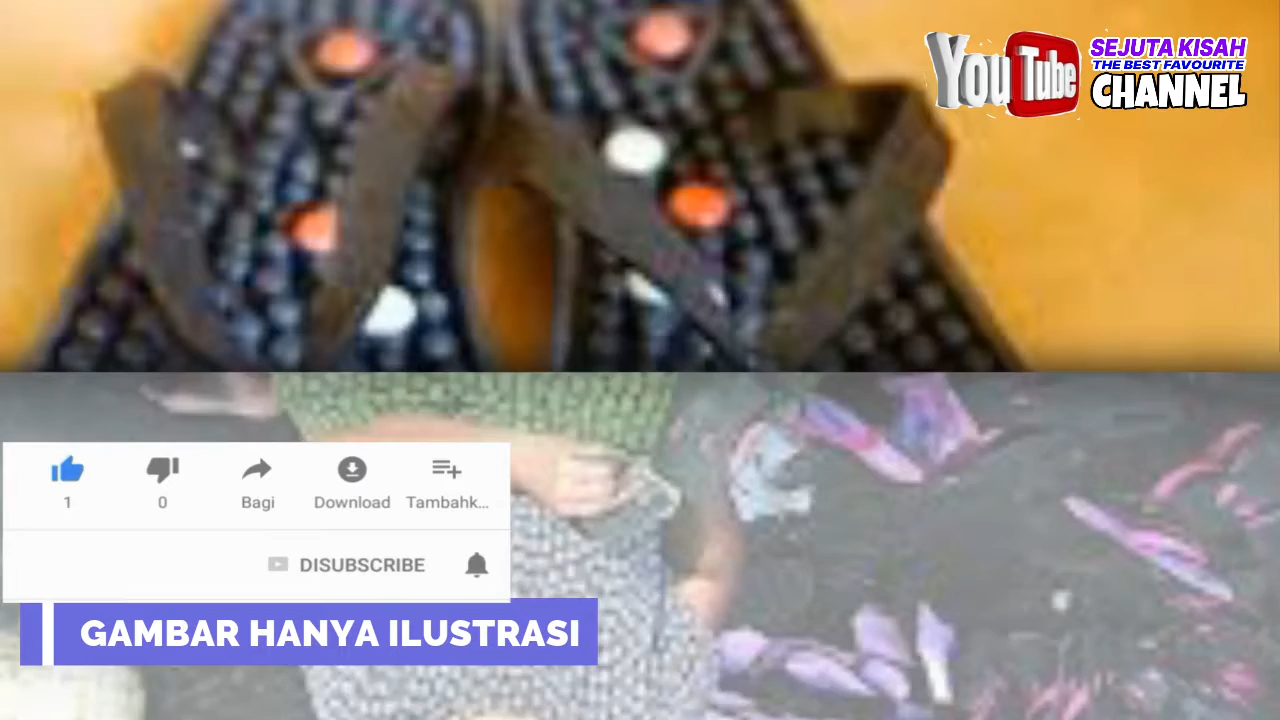 YouTube
SEJUTA KISAH
THE BEST FAVOURITE
CHANNEL
1
0
Bagi
Download
Tambahk...
DISUBSCRIBE
GAMBAR HANYA ILUSTRASI